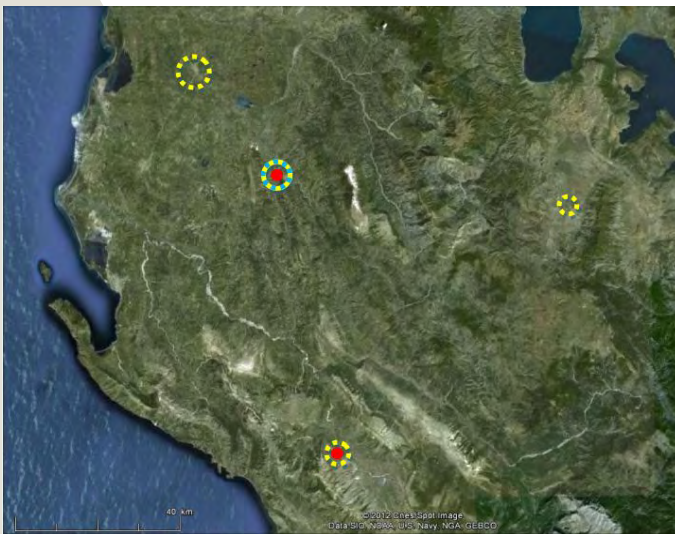 40 km
©2012 Cnes/Spot Image
Data SIO, NOAA, U.S. Navy, NGA, GEBCO